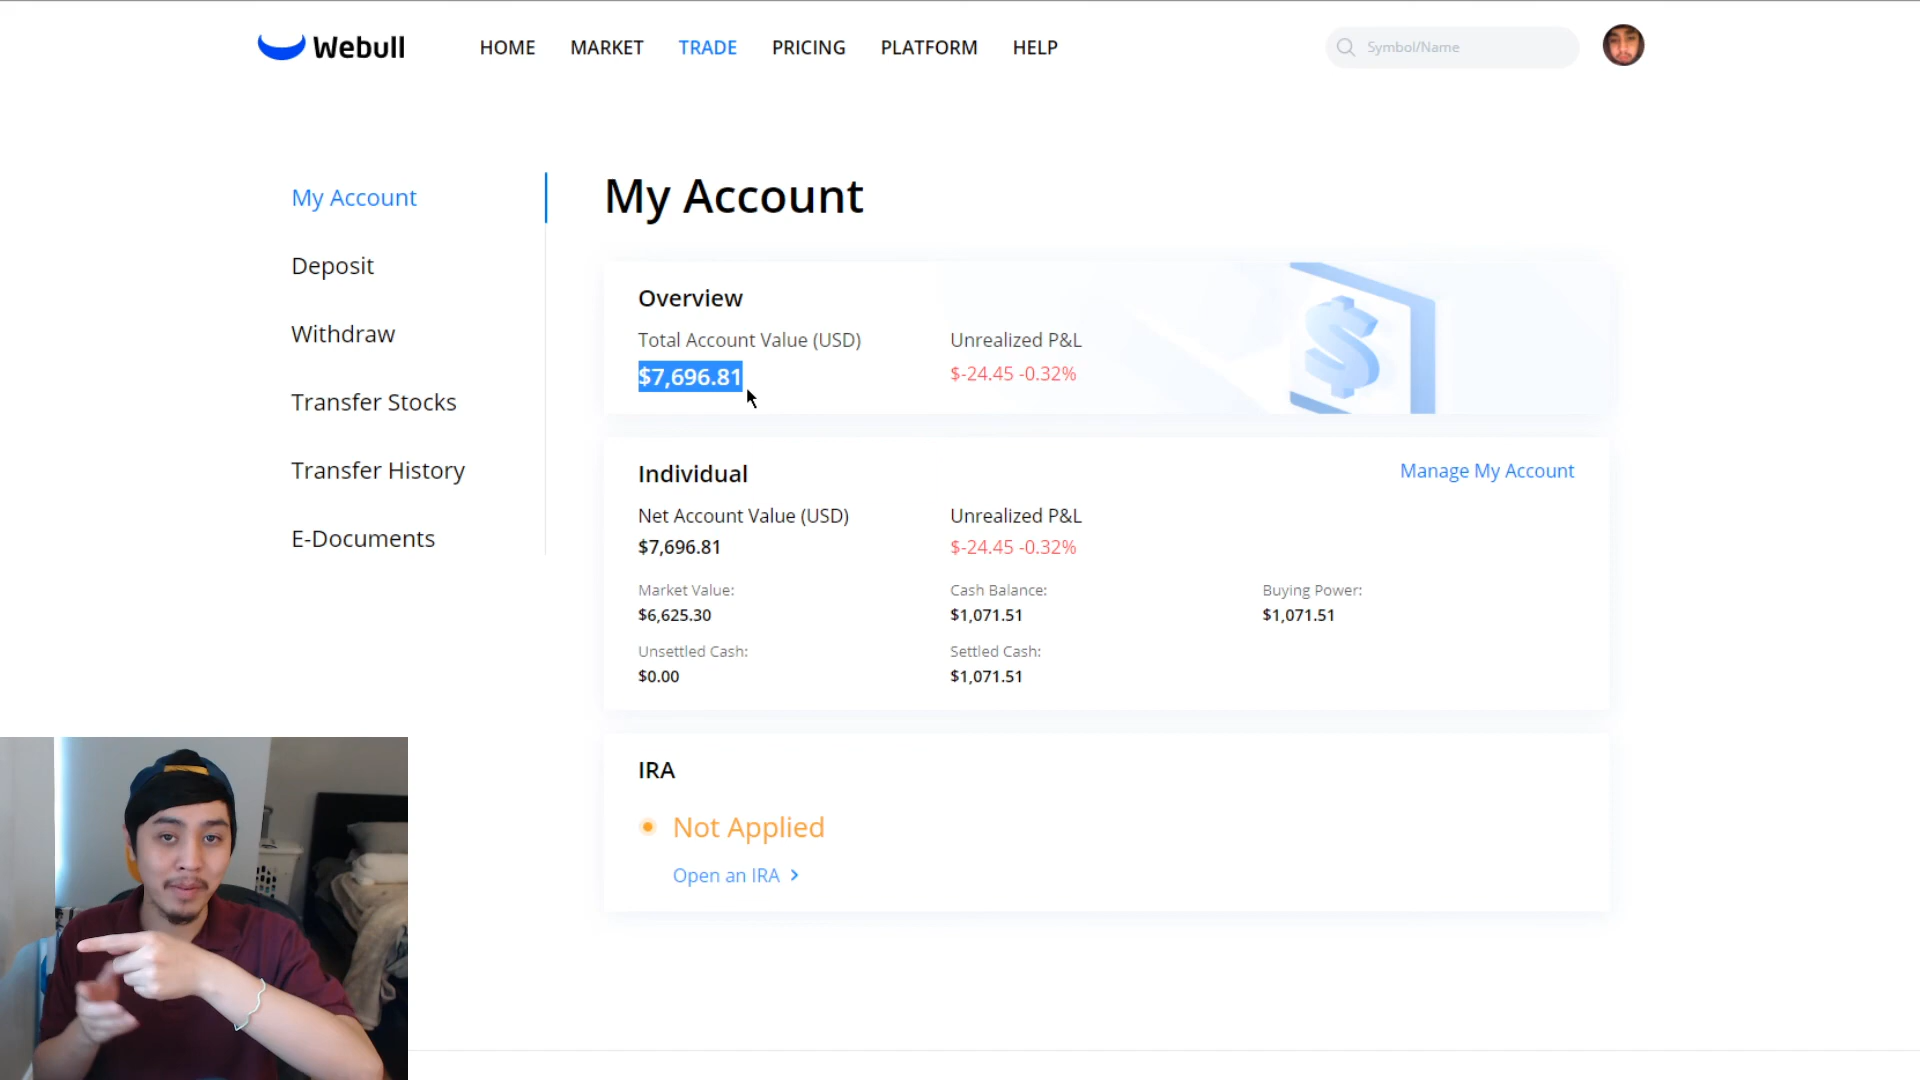 Webull
HOME MARKET TRADE PRICING PLATFORM HELP
Symbol/Name
My Account
Deposit
Withdraw
Transfer Stocks
Transfer History
E-Documents
My Account
Overview
Total Account Value (USD) Unrealized P&L
$7,696.81 $-24.45 -0.32%
Individual Manage My Account
Net Account Value (USD) Unrealized P&L
$7,696.81 $-24.45 -0.32%
Market Value: Cash Balance: Buying Power:
$6,625.30 $1,071.51 $1,071.51
Unsettled Cash: Settled Cash:
$0.00 $1,071.51
IRA
Not Applied
Open an IRA >